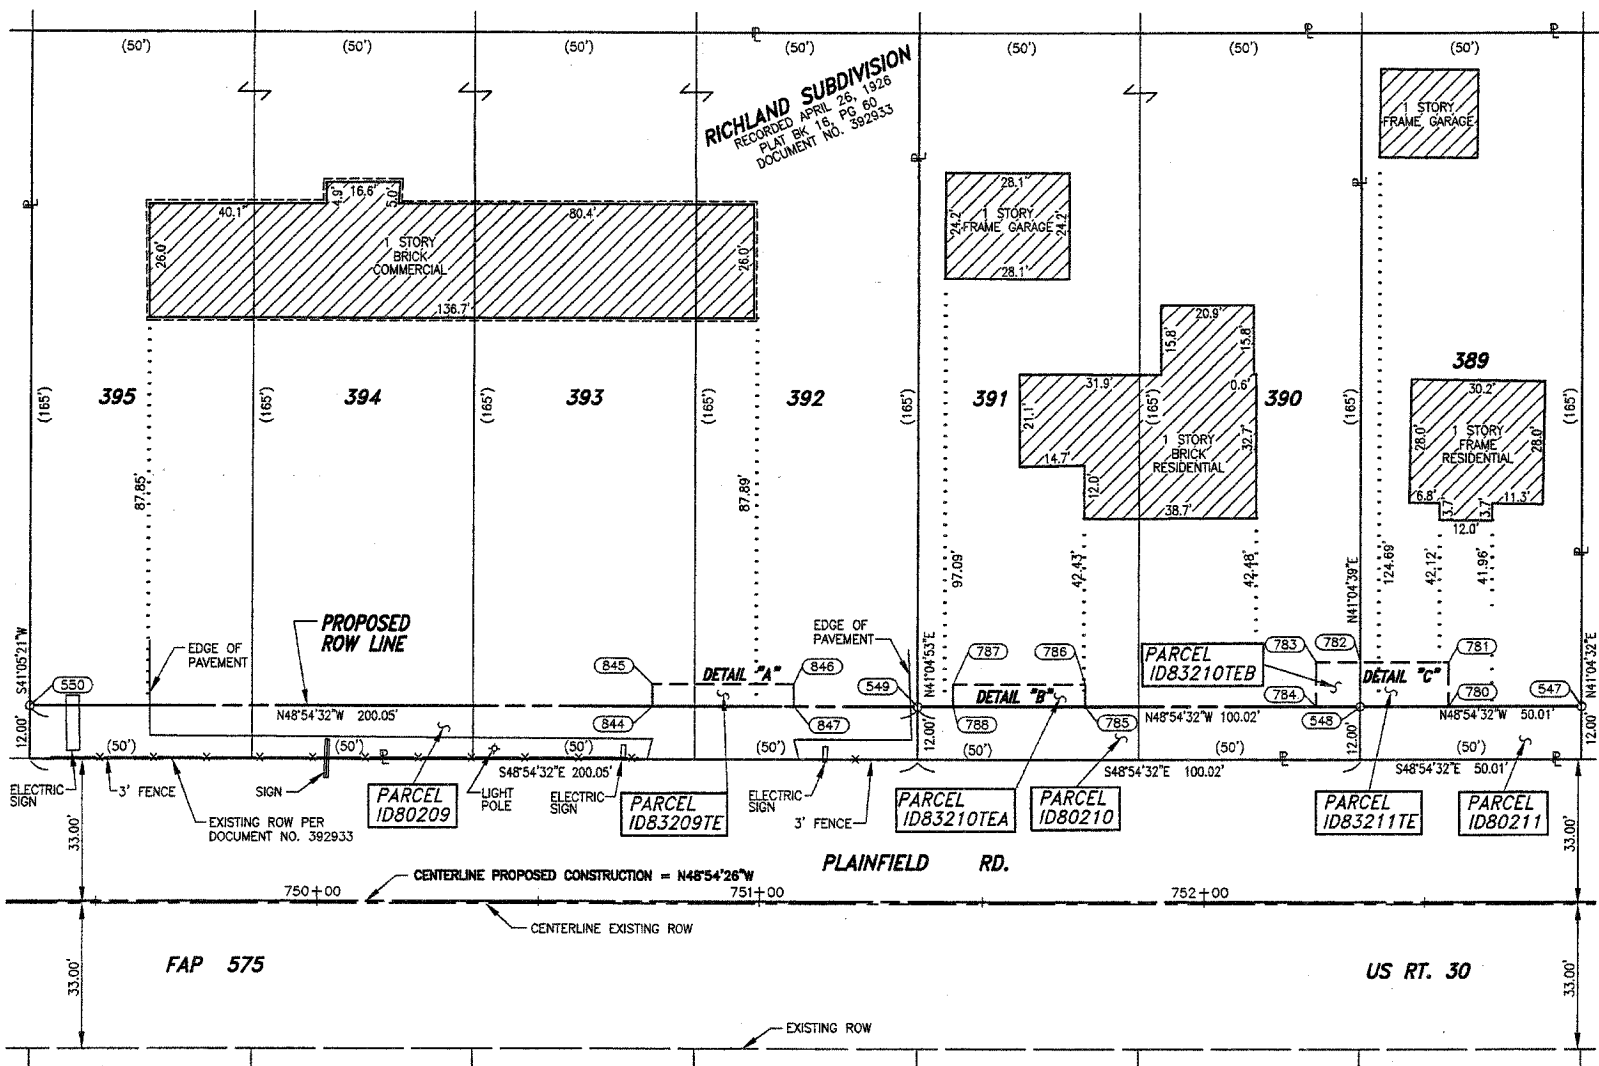 (50')
(50')
(50')
(50')
(50')
(50')
(50')
RICHLAND SUBDIVISION
RECORDED APRIL 26, 1926
PLAT BK 16, PG 60
DOCUMENT NO. 392933
1 STORY
FRAME GARAGE
40.1'
4.9'
16.6'
5.0'
80.4'
26.0'
26.0'
1 STORY
BRICK
COMMERCIAL
136.7'
28.1'
24.2'
24.2'
1 STORY
FRAME GARAGE
28.1'
20.9'
15.8'
15.8'
31.9'
0.6'
21.1'
32.7'
1 STORY
BRICK
RESIDENTIAL
14.7'
12.0'
38.7'
389
30.2'
28.0'
28.0'
1 STORY
FRAME
RESIDENTIAL
6.8'
3.7'
3.7'
11.3'
12.0'
395
394
393
392
391
390
(165')
(165')
(165')
(165')
(165')
(165')
(165')
(165')
87.85'
87.89'
97.09'
42.43'
42.48'
124.69'
42.12'
41.96'
S41°05'21"W
N41°04'53"E
N41°04'39"E
N41°04'32"E
PROPOSED
ROW LINE
EDGE OF
PAVEMENT
EDGE OF
PAVEMENT
550
845
DETAIL "A"
846
549
787
786
DETAIL "B"
PARCEL
ID83210TEB
783
782
781
DETAIL "C"
784
780
547
844
847
788
785
548
N48°54'32"W 200.05'
N48°54'32"W 100.02'
N48°54'32"W 50.01'
12.00'
12.00'
12.00'
12.00'
(50')
(50')
(50')
(50')
(50')
(50')
(50')
S48°54'32"E 200.05'
S48°54'32"E 100.02'
S48°54'32"E 50.01'
ELECTRIC
SIGN
3' FENCE
SIGN
EXISTING ROW PER
DOCUMENT NO. 392933
PARCEL
ID80209
LIGHT
POLE
ELECTRIC
SIGN
PARCEL
ID83209TE
ELECTRIC
SIGN
3' FENCE
PARCEL
ID83210TEA
PARCEL
ID80210
PARCEL
ID83211TE
PARCEL
ID80211
33.00'
33.00'
PLAINFIELD RD.
CENTERLINE PROPOSED CONSTRUCTION = N48°54'26"W
750+00
751+00
752+00
CENTERLINE EXISTING ROW
FAP 575
US RT. 30
33.00'
33.00'
EXISTING ROW